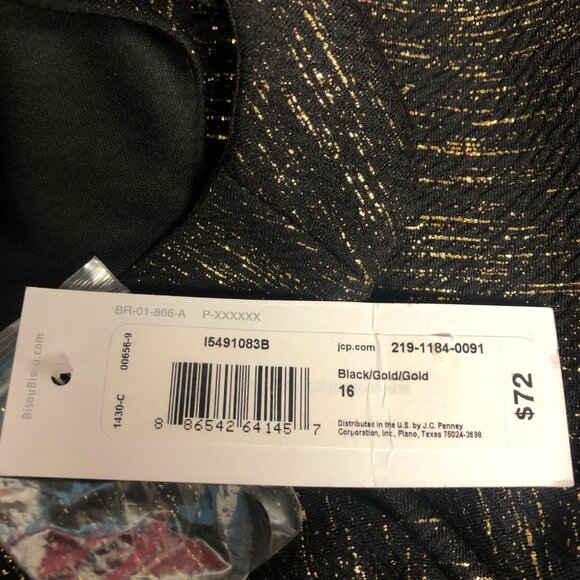 BR-01-866-A P-XXXXXX
BisouBisou.com
00656-9
1430-C
I5491083B
8 86542 64145 7
jcp.com 219-1184-0091
Black/Gold/Gold
16
Distributed in the U.S. by J.C. Penney
Corporation, Inc., Plano, Texas 75024-3698
$72